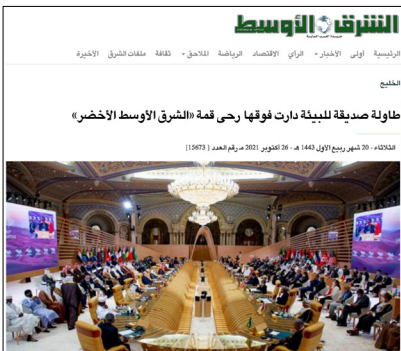 الشرق الأوسط
الرئيسية أولى الأخبار الرأي الاقتصاد الرياضة الملاحق ثقافة ملفات الشرق الأخيرة
الخليج
طاولة صديقة للبيئة دارت فوقها رحى قمة «الشرق الأوسط الأخضر»
الثلاثاء - 20 شهر ربيع الأول 1443 هـ - 26 أكتوبر 2021 مـ رقم العدد [ 15673]